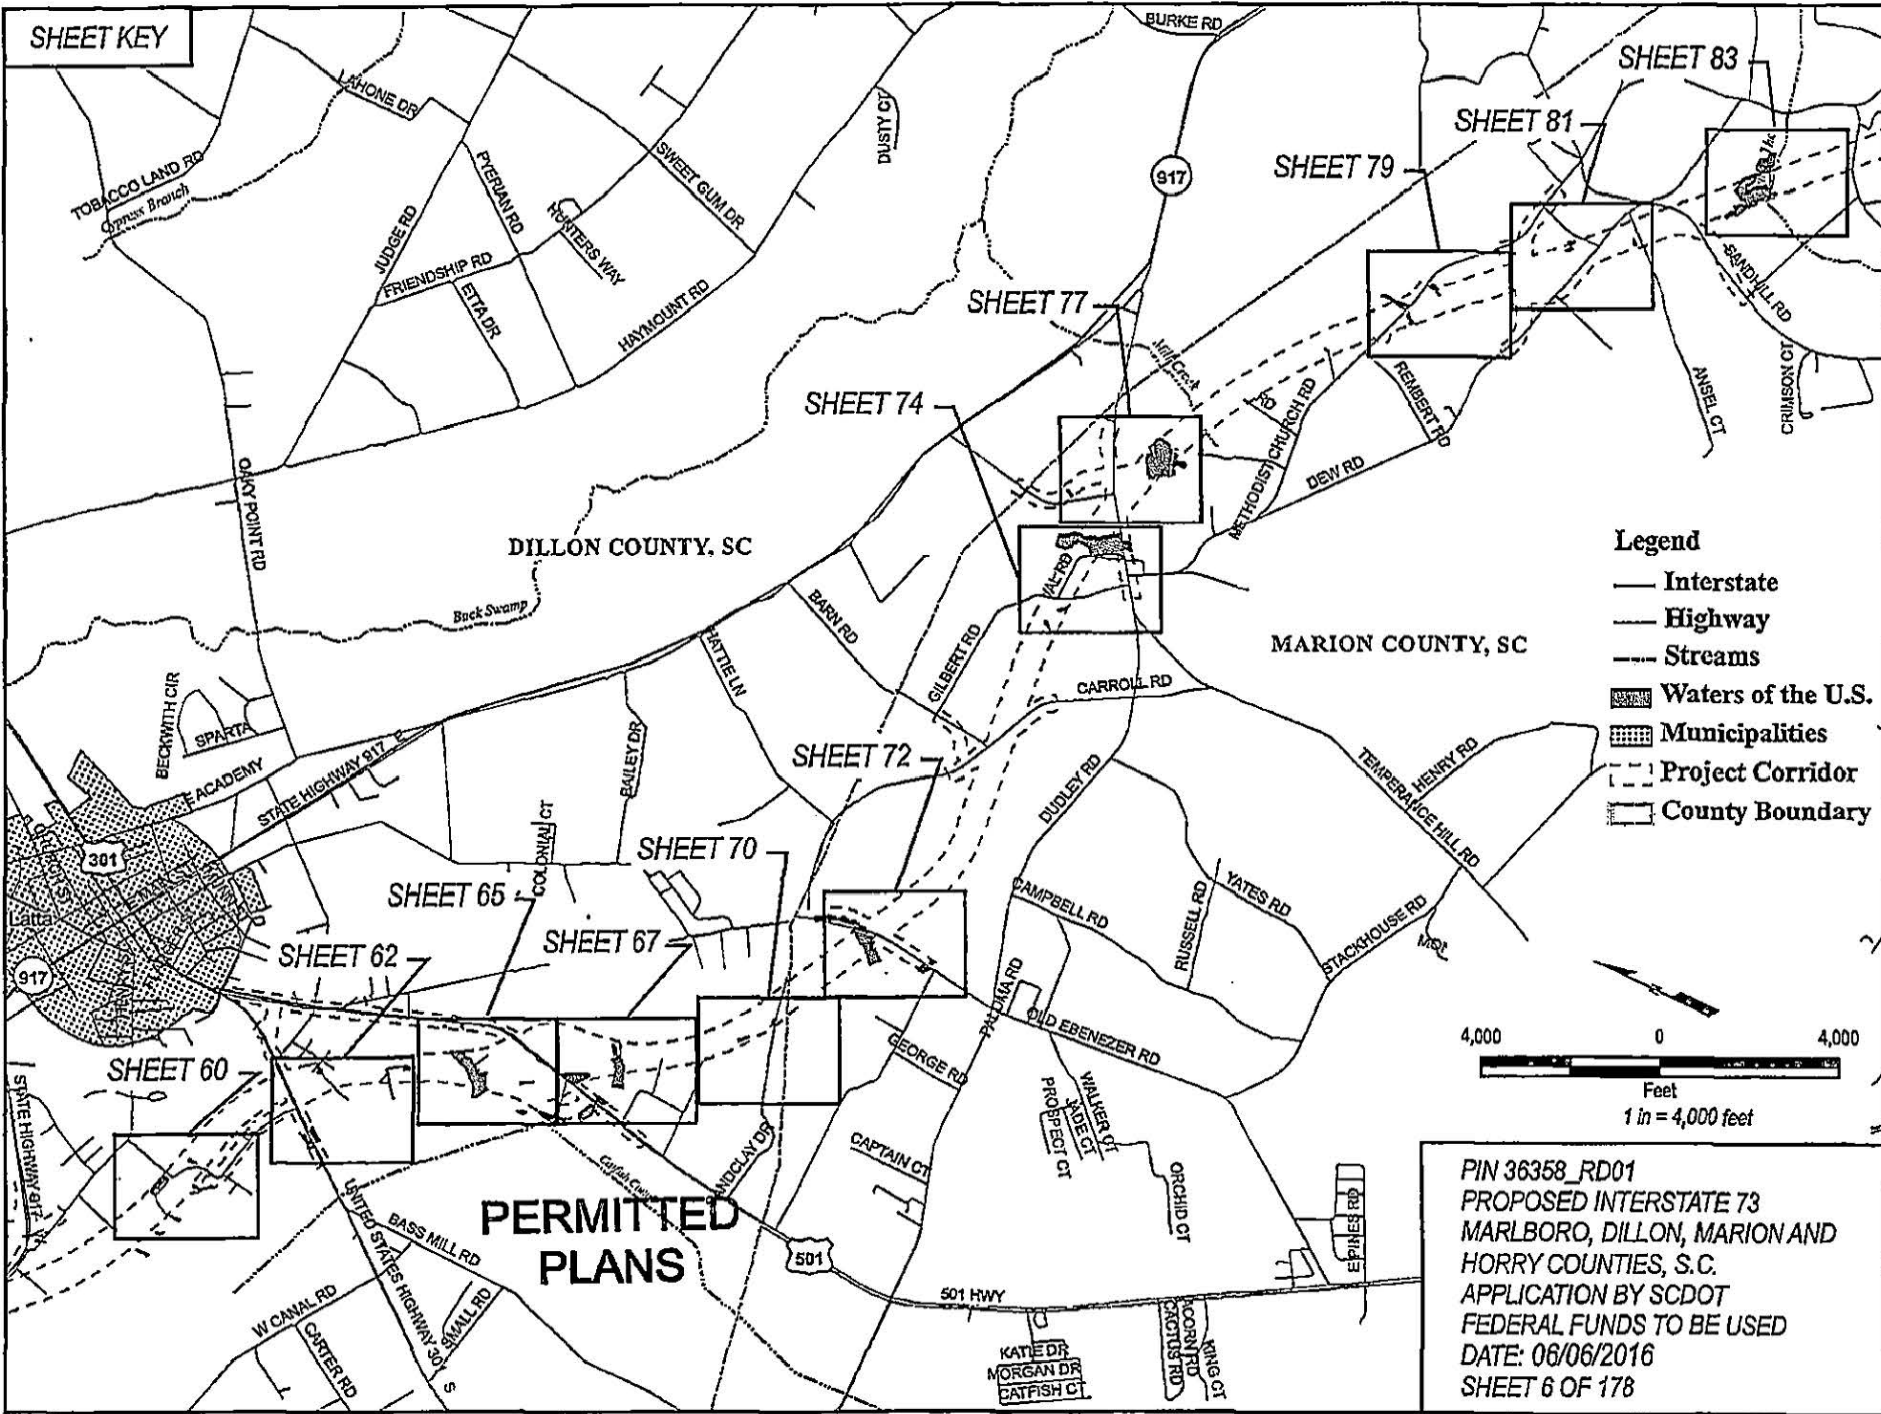 SHEET KEY
BURKE RD
SHEET 83
LAHONE DR
DUSTY CT
SHEET 81
TOBACCO LAND RD
Cypress Branch
PYERIAN RD
SWEET GUM DR
917
SHEET 79
JUDGE RD
HUNTERS WAY
FRIENDSHIP RD
ETTA DR
HAYMOUNT RD
SHEET 77
SANDHILL RD
Mill Creek
CRIMSON CT
ANSEL CT
REMBERT RD
RD
SHEET 74
METHODIST CHURCH RD
DEW RD
OAKY POINT RD
DILLON COUNTY, SC
Legend
Interstate
Highway
Streams
Waters of the U.S.
Municipalities
Project Corridor
County Boundary
Buck Swamp
BARN RD
HATTIE LN
GILBERT RD
MARION COUNTY, SC
CARROLL RD
BECKWITH CIR
SPARTA
E ACADEMY
STATE HIGHWAY 917
BAILEY DR
SHEET 72
DUDLEY RD
TEMPERANCE HILL RD
HENRY RD
COLONIAL CT
SHEET 70
301
SHEET 65
CAMPBELL RD
RUSSELL RD
YATES RD
STACKHOUSE RD
Latta
SHEET 67
SHEET 62
917
PALOMA RD
OLD EBENEZER RD
GEORGE RD
N
4,000 0 4,000
Feet
1 in = 4,000 feet
SHEET 60
STATE HIGHWAY 917
WALKER CT
JADE CT
PROSPECT CT
CAPTAIN CT
ORCHID CT
UNITED STATES HIGHWAY 301 S
BASS MILL RD
PERMITTED
PLANS
501
E PINES RD
501 HWY
W CANAL RD
CARTER RD
SMALL RD
KATIE DR
MORGAN DR
CATFISH CT
CACTUS RD
ACORN RD
KING CT
PIN 36358_RD01
PROPOSED INTERSTATE 73
MARLBORO, DILLON, MARION AND
HORRY COUNTIES, S.C.
APPLICATION BY SCDOT
FEDERAL FUNDS TO BE USED
DATE: 06/06/2016
SHEET 6 OF 178